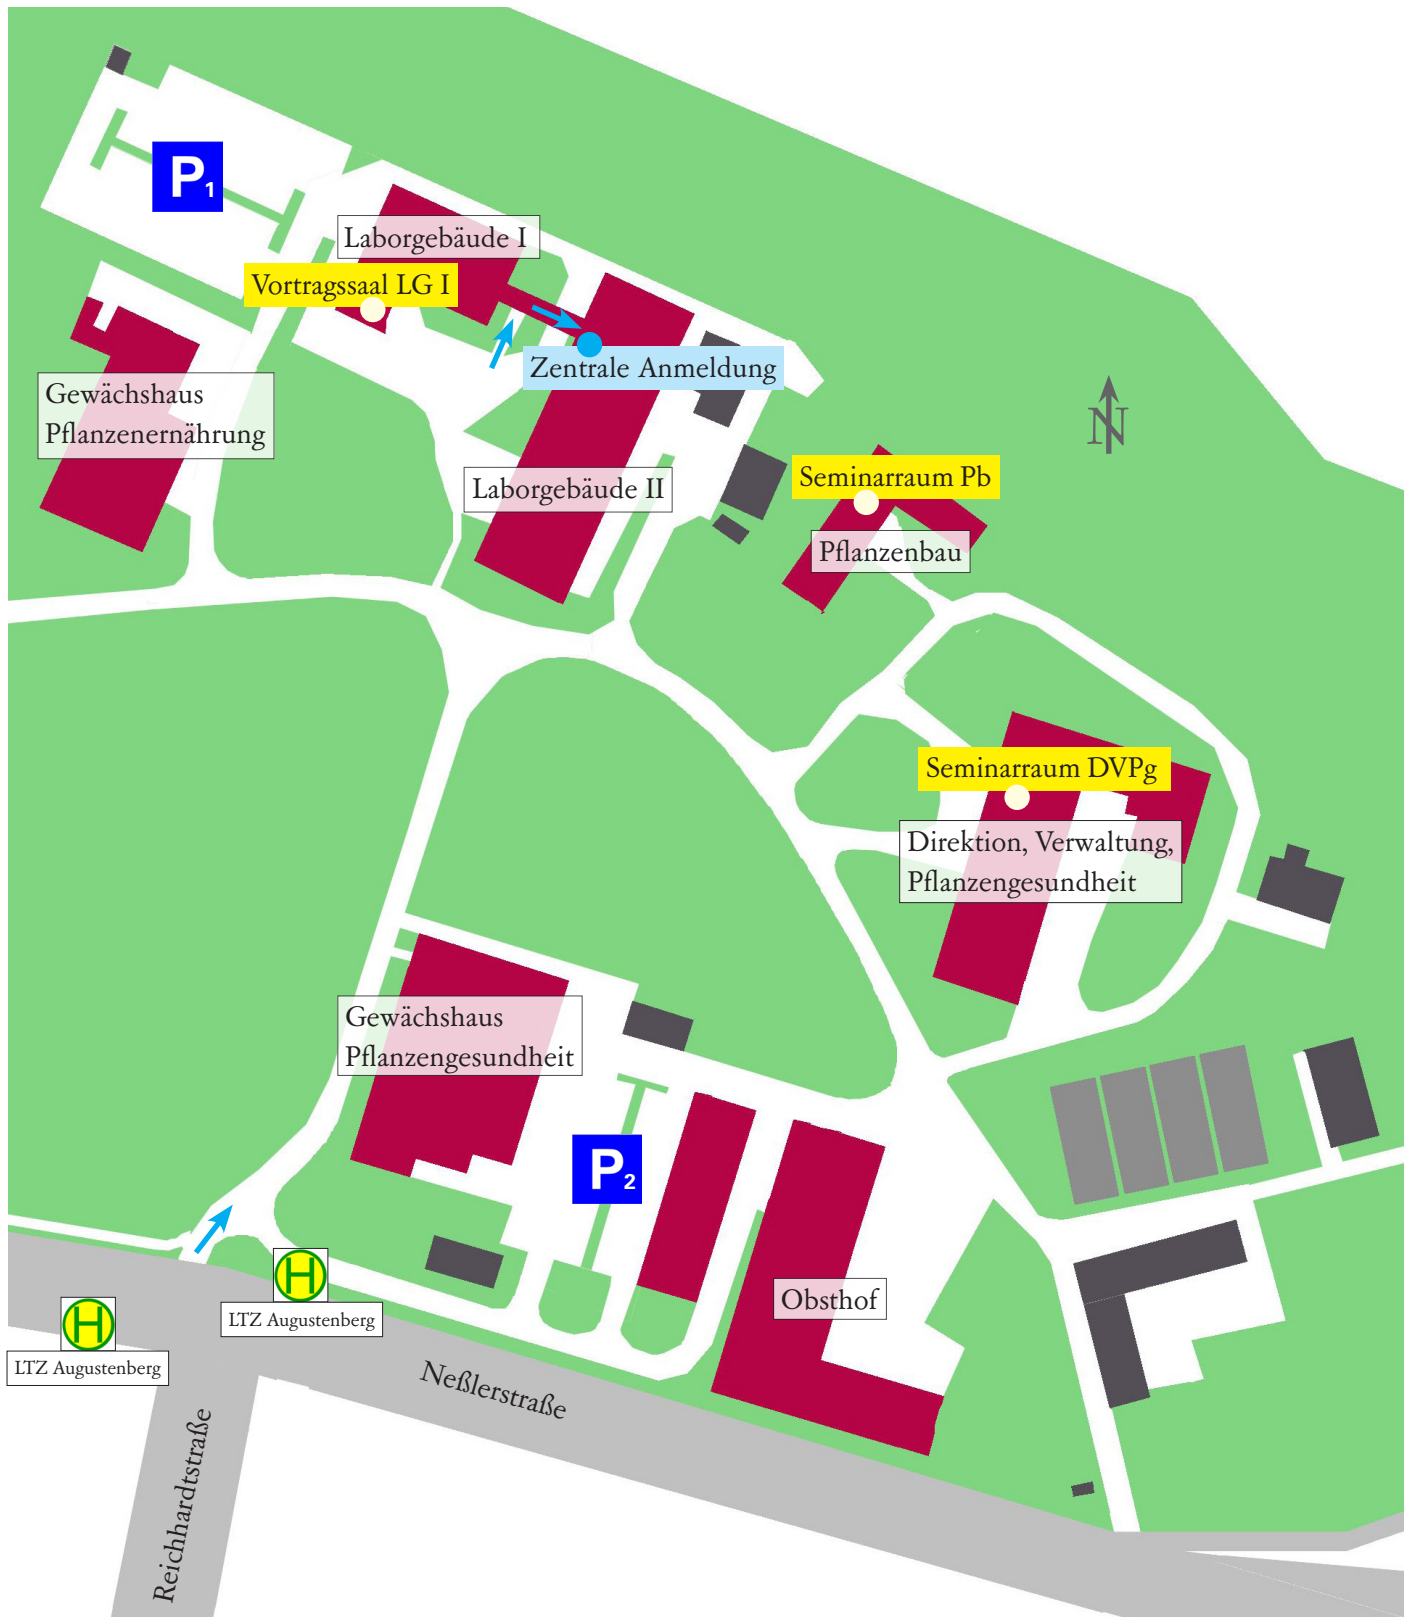 P1
Laborgebäude I
Vortragssaal LG I
Zentrale Anmeldung
Gewächshaus
Pflanzenernährung
N
Seminarraum Pb
Laborgebäude II
Pflanzenbau
Seminarraum DVPg
Direktion, Verwaltung,
Pflanzengesundheit
Gewächshaus
Pflanzengesundheit
P2
H
LTZ Augustenberg
Obsthof
H
LTZ Augustenberg
Neßlerstraße
Reichhardtstraße